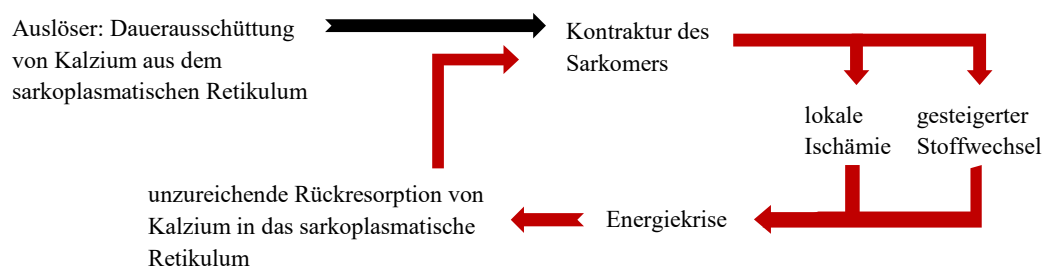 Auslöser: Dauerausschüttung
von Kalzium aus dem
sarkoplasmatischen Retikulum
Kontraktur des
Sarkomers
lokale
Ischämie
gesteigerter
Stoffwechsel
Energiekrise
unzureichende Rückresorption von
Kalzium in das sarkoplasmatische
Retikulum